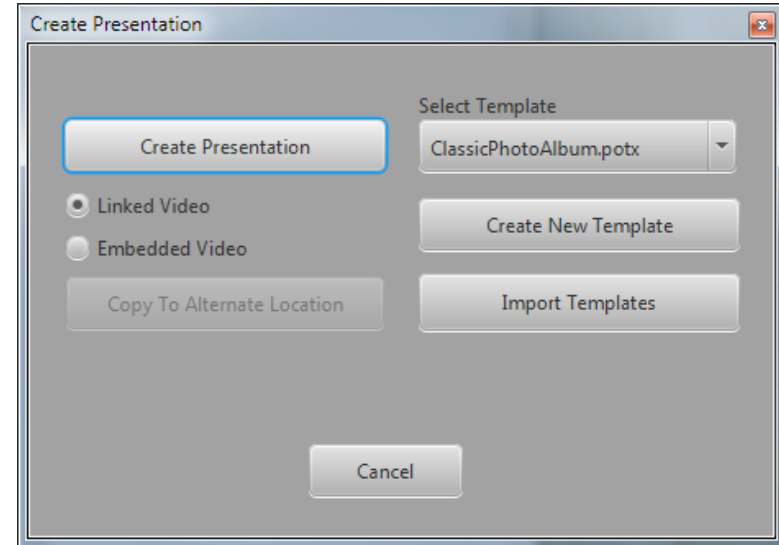 Create Presentation
Select Template
Create Presentation
ClassicPhotoAlbum.potx
Linked Video
Create New Template
Embedded Video
Copy To Alternate Location
Import Templates
Cancel